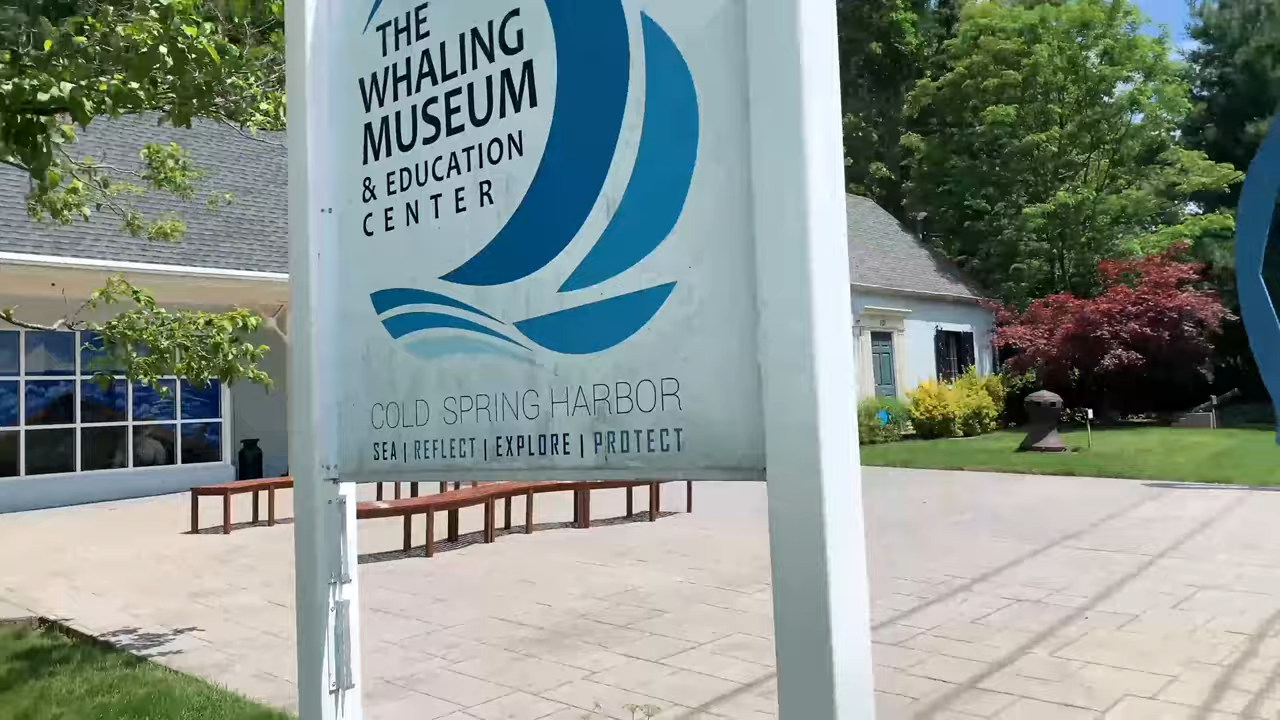 THE
WHALING
MUSEUM
& EDUCATION
CENTER
COLD SPRING HARBOR
SEA | REFLECT | EXPLORE | PROTECT